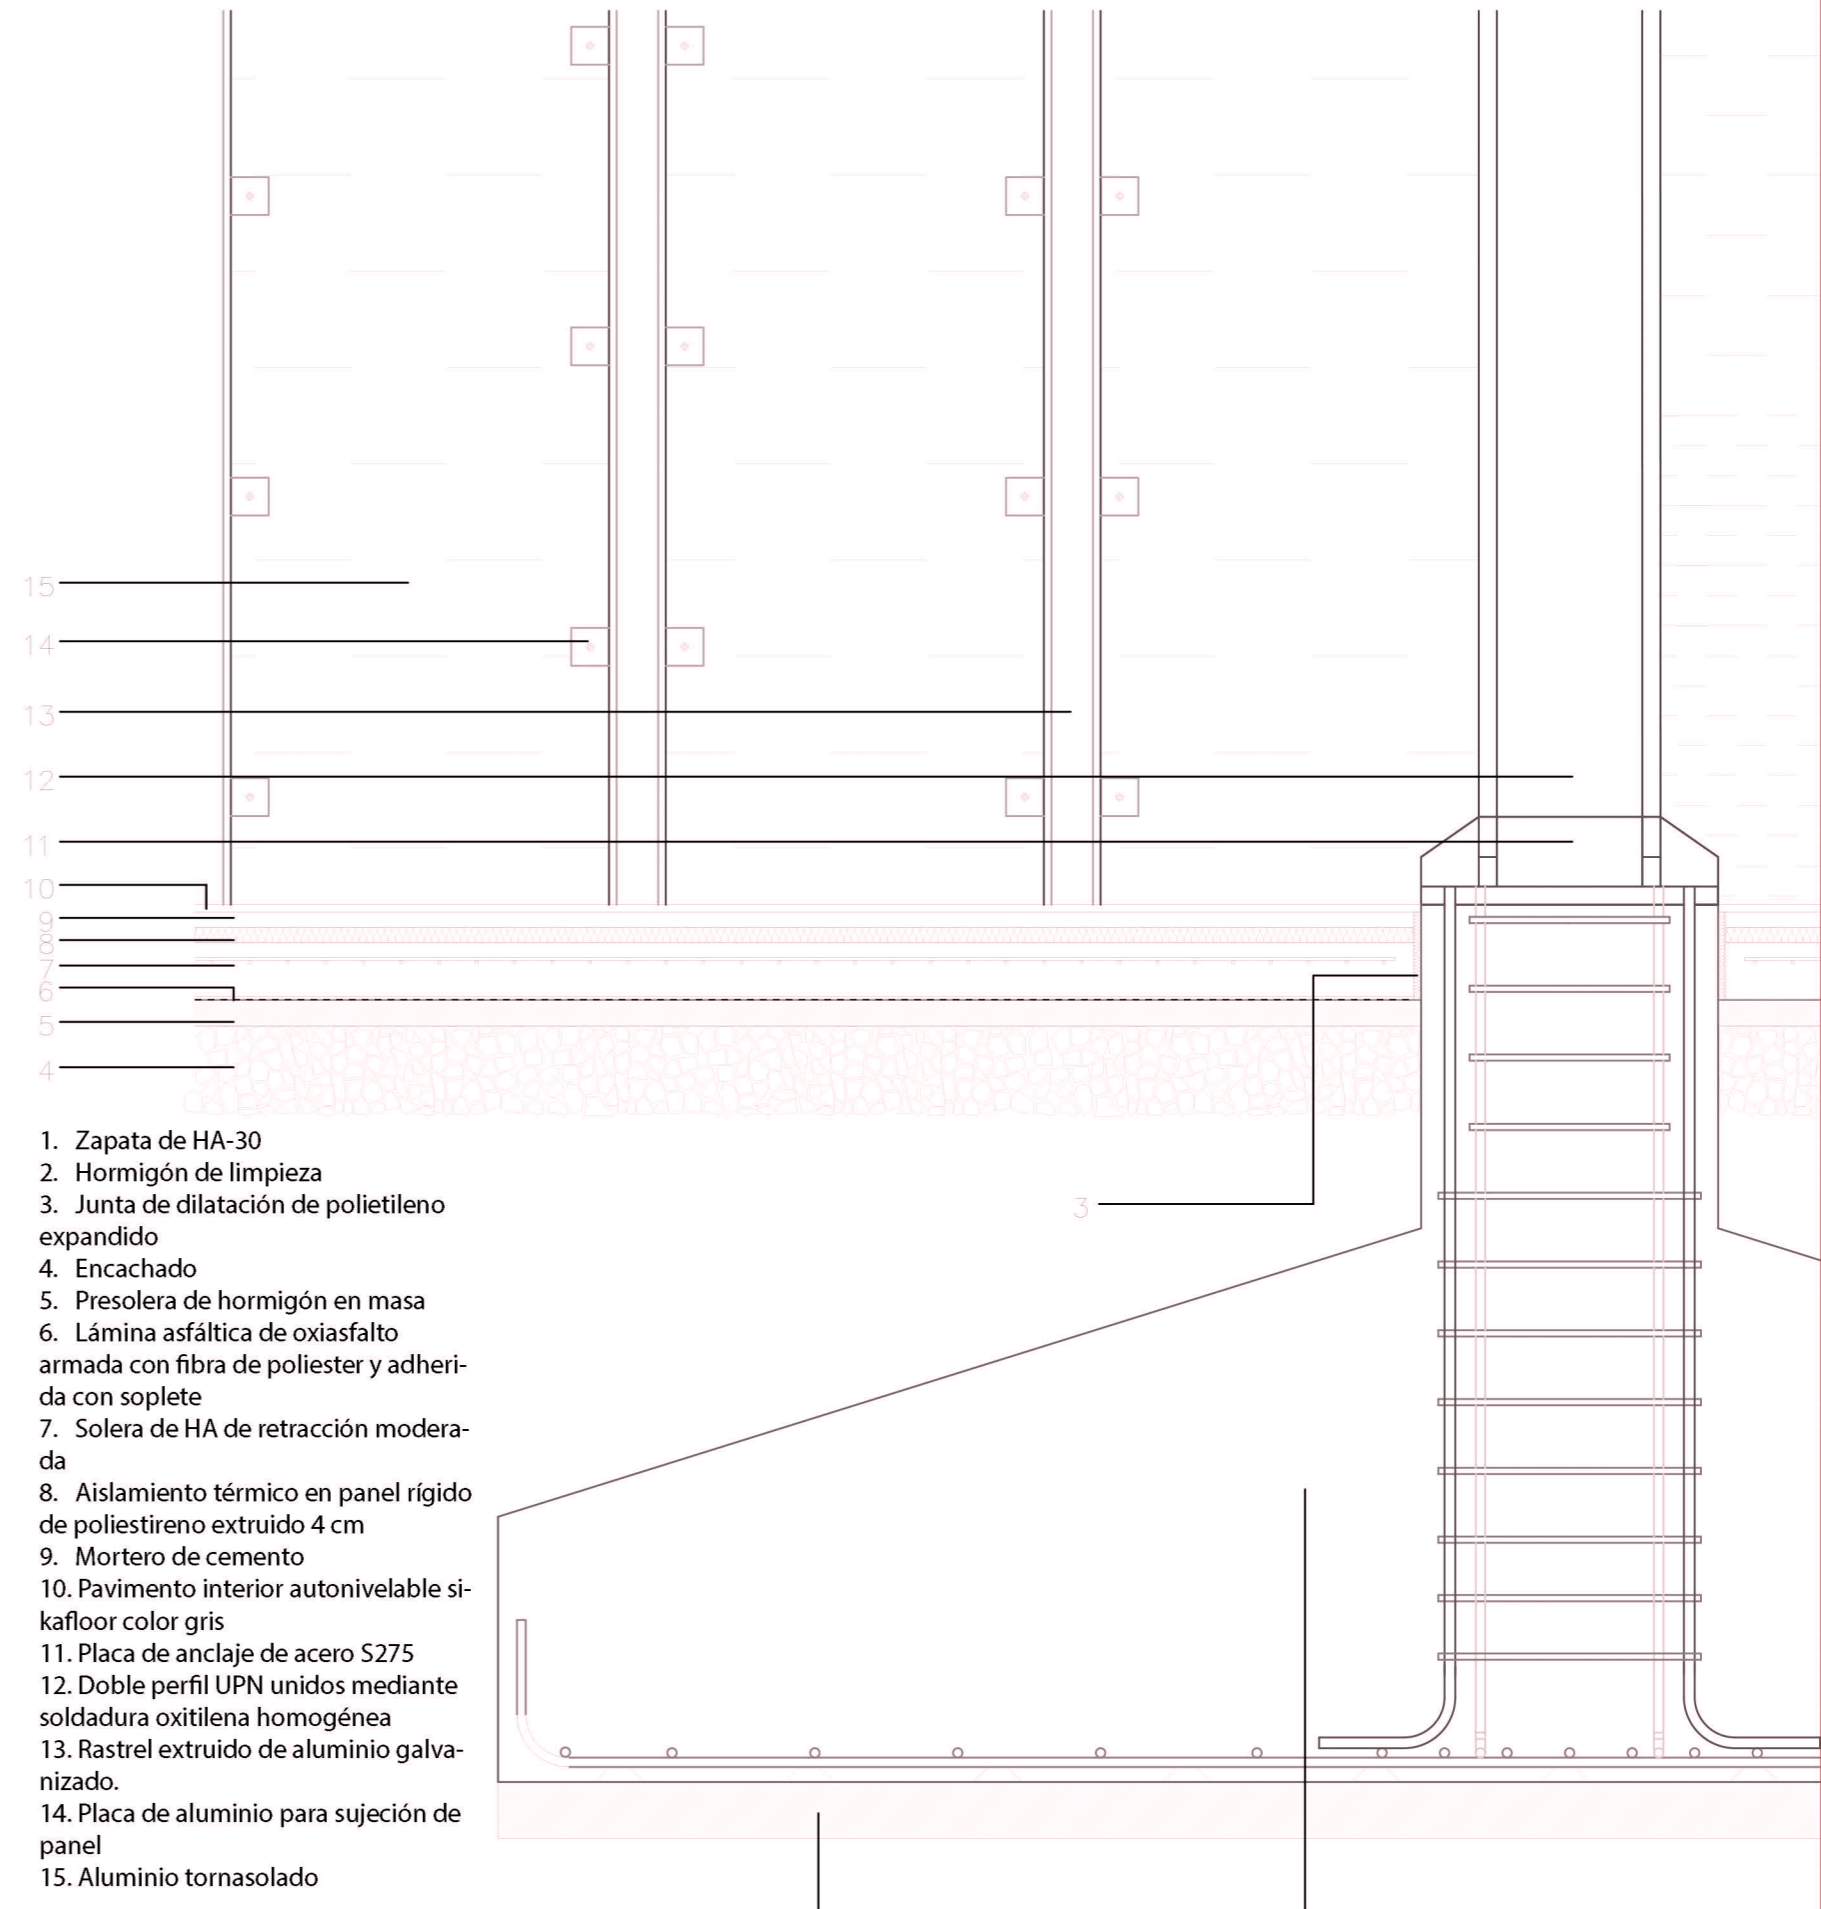 15
14
13
12
11
10
9
8
7
6
5
4
3
1. Zapata de HA-30
2. Hormigón de limpieza
3. Junta de dilatación de polietileno
expandido
4. Encachado
5. Presolera de hormigón en masa
6. Lámina asfáltica de oxiasfalto
armada con fibra de poliester y adheri-
da con soplete
7. Solera de HA de retracción modera-
da
8. Aislamiento térmico en panel rígido
de poliestireno extruido 4 cm
9. Mortero de cemento
10. Pavimento interior autonivelable si-
kafloor color gris
11. Placa de anclaje de acero S275
12. Doble perfil UPN unidos mediante
soldadura oxitilena homogénea
13. Rastrel extruido de aluminio galva-
nizado.
14. Placa de aluminio para sujeción de
panel
15. Aluminio tornasolado